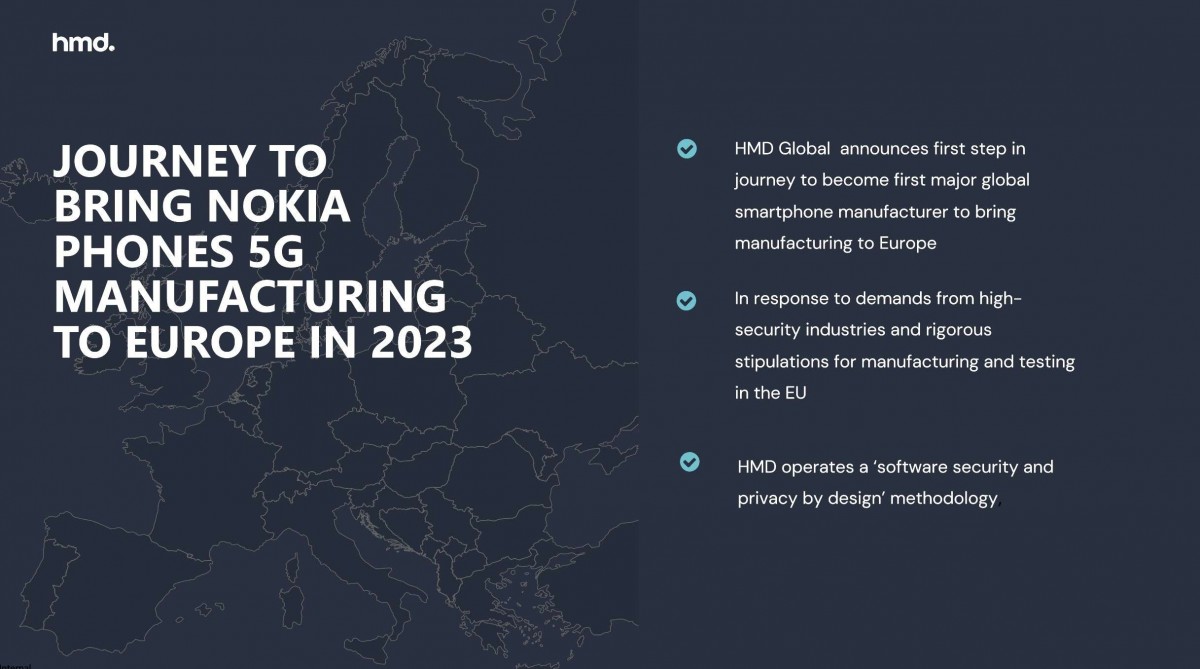 hmd.
JOURNEY TO
BRING NOKIA
PHONES 5G
MANUFACTURING
TO EUROPE IN 2023
HMD Global announces first step in
journey to become first major global
smartphone manufacturer to bring
manufacturing to Europe
In response to demands from high-
security industries and rigorous
stipulations for manufacturing and testing
in the EU
HMD operates a ‘software security and
privacy by design’ methodology,
Internal